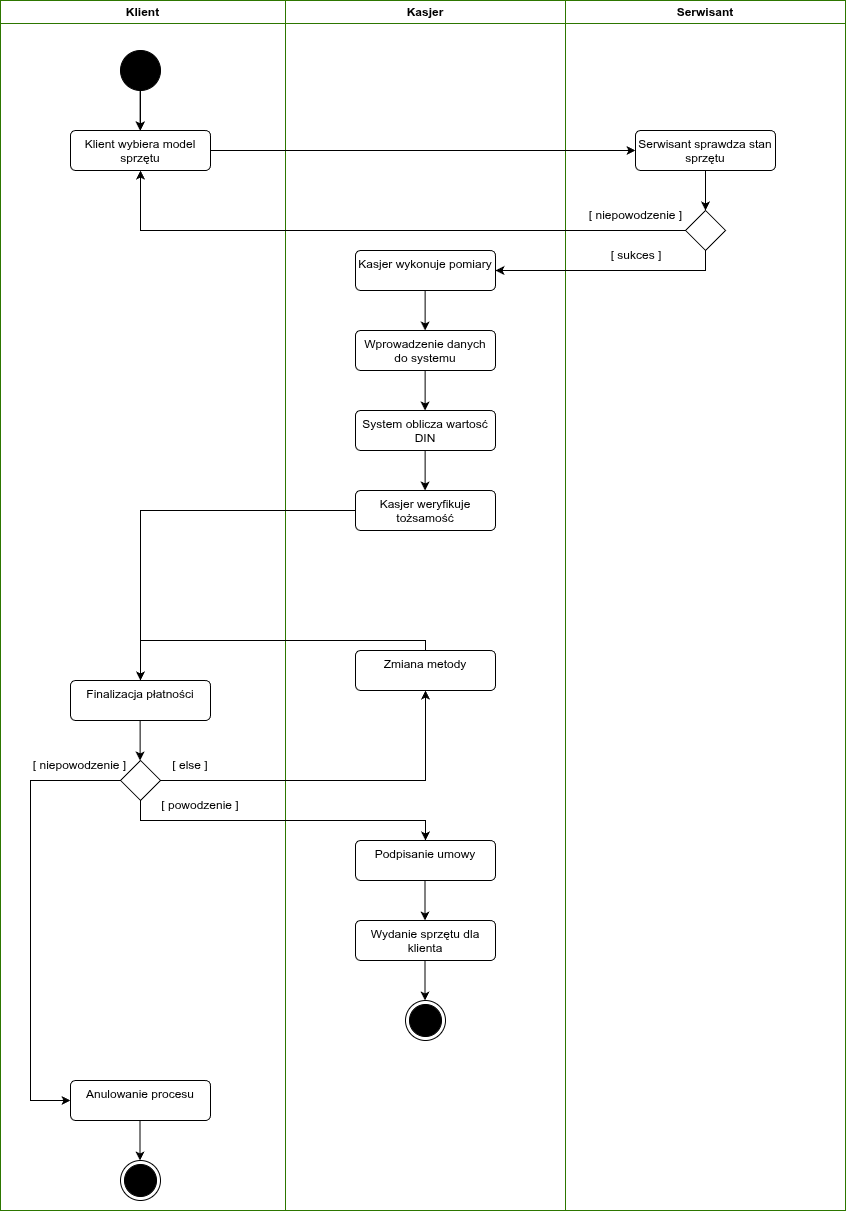 Klient
Kasjer
Serwisant
Klient wybiera model
sprzętu
Serwisant sprawdza stan
sprzętu
[ niepowodzenie ]
[ sukces ]
Kasjer wykonuje pomiary
Wprowadzenie danych
do systemu
System oblicza wartosć
DIN
Kasjer weryfikuje
tożsamość
Zmiana metody
Finalizacja płatności
[ niepowodzenie ]
[ else ]
[ powodzenie ]
Podpisanie umowy
Wydanie sprzętu dla
klienta
Anulowanie procesu